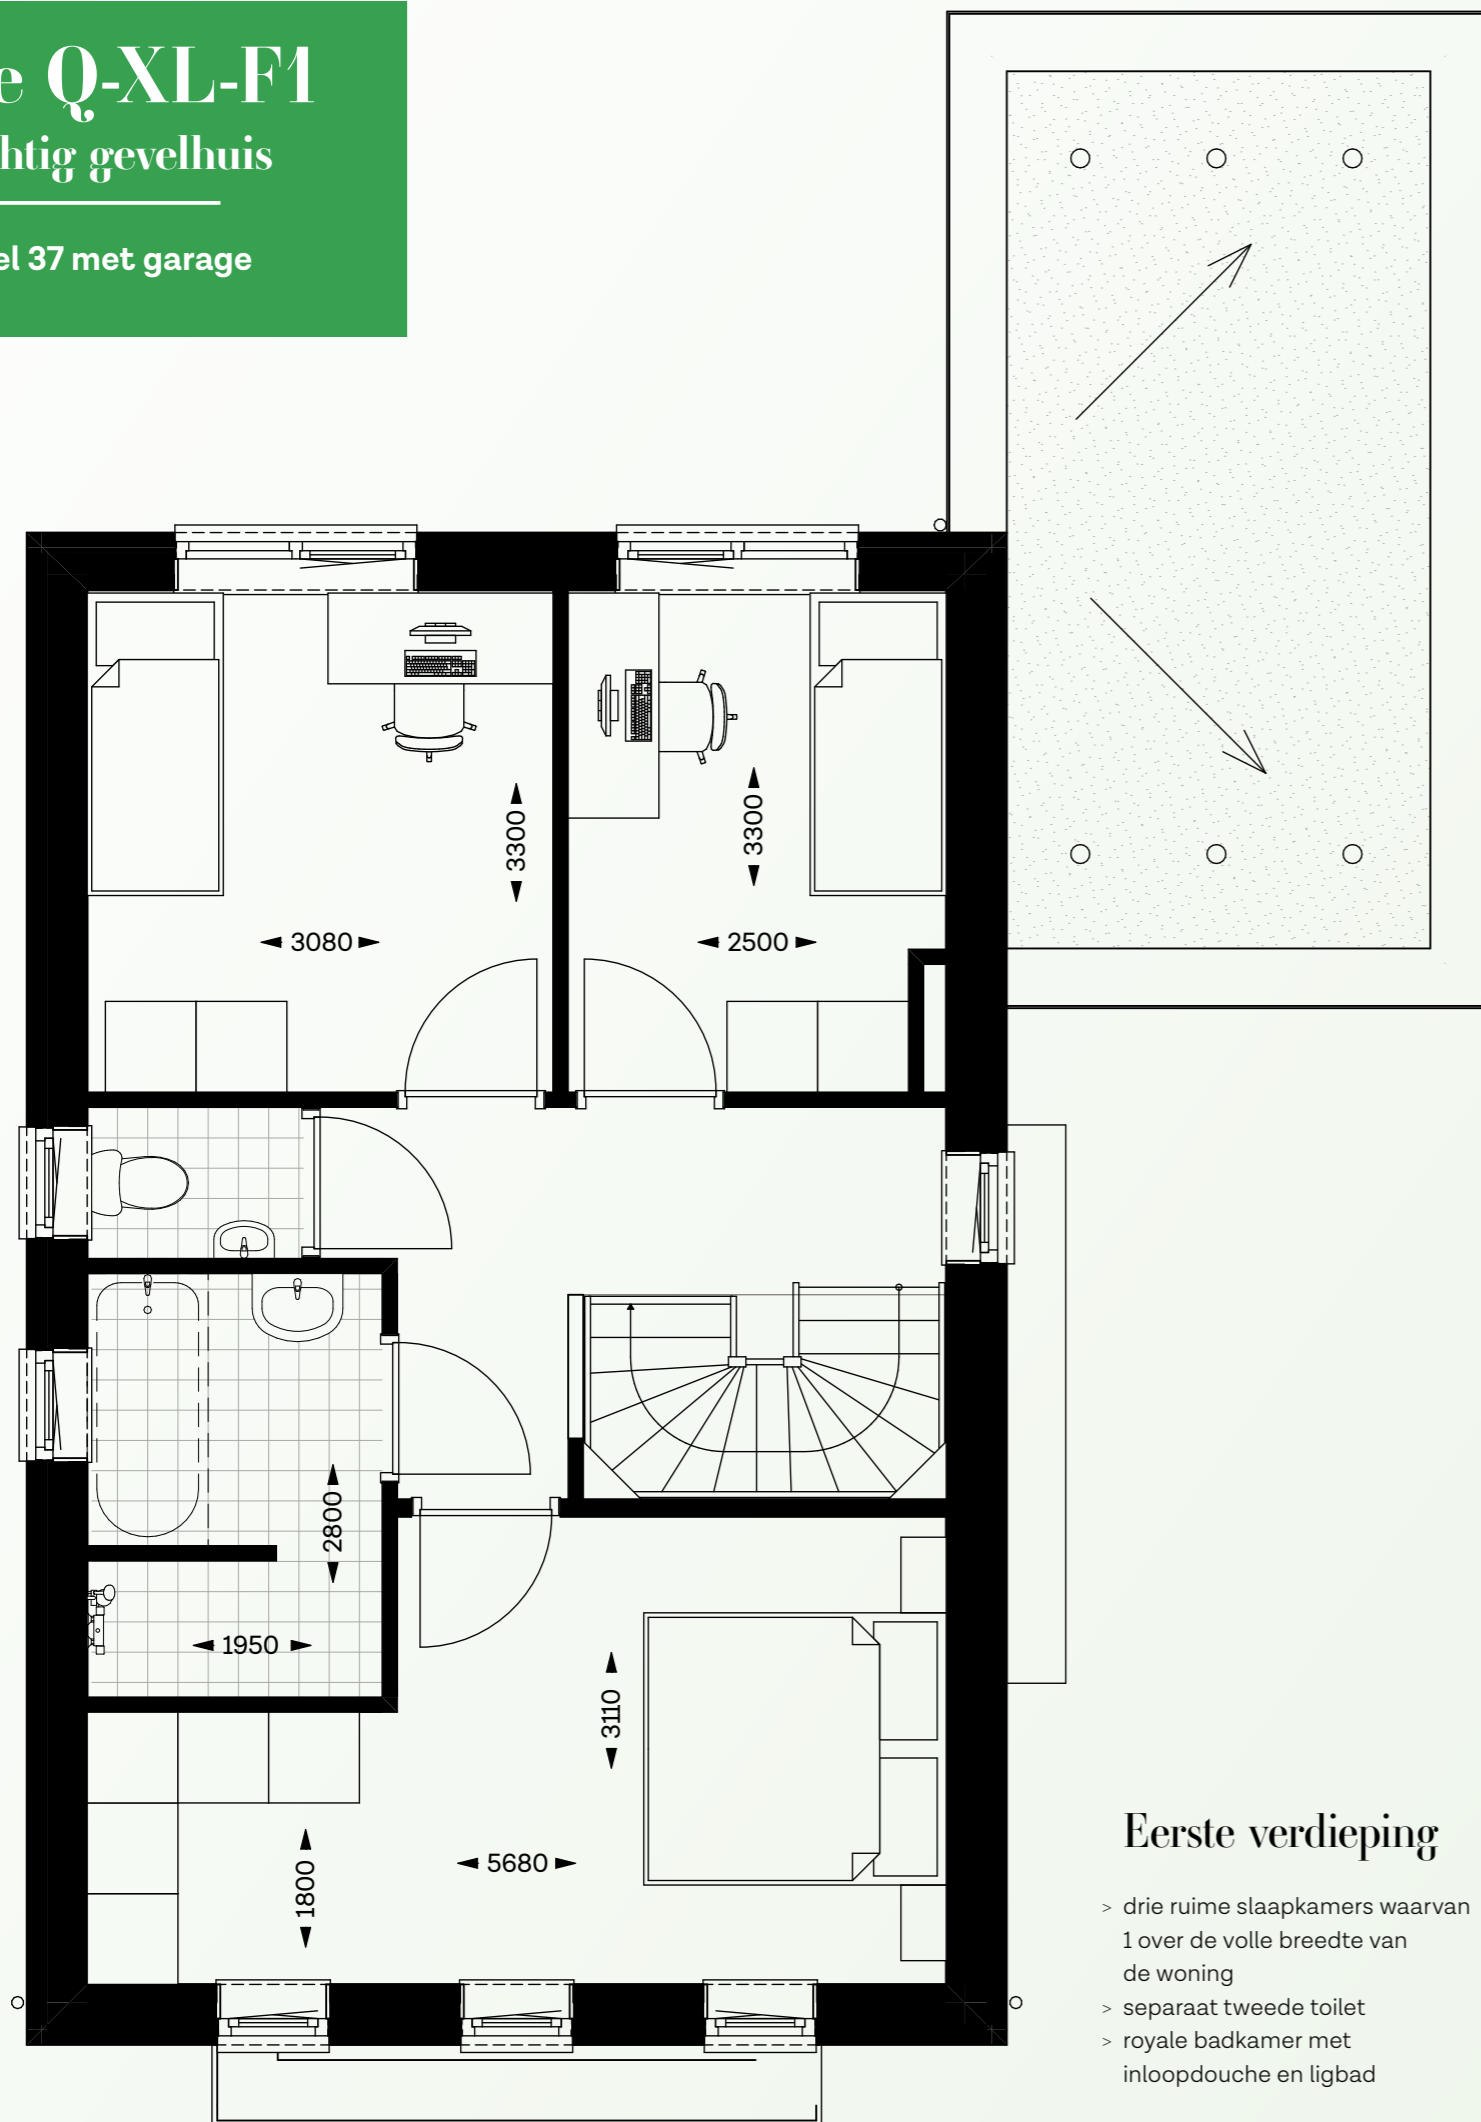 e Q-XL-F1
htig gevelhuis
el 37 met garage
3300
3300
3080
2500
2800
1950
3110
1800
5680
Eerste verdieping
> drie ruime slaapkamers waarvan
1 over de volle breedte van
de woning
> separaat tweede toilet
> royale badkamer met
inloopdouche en ligbad